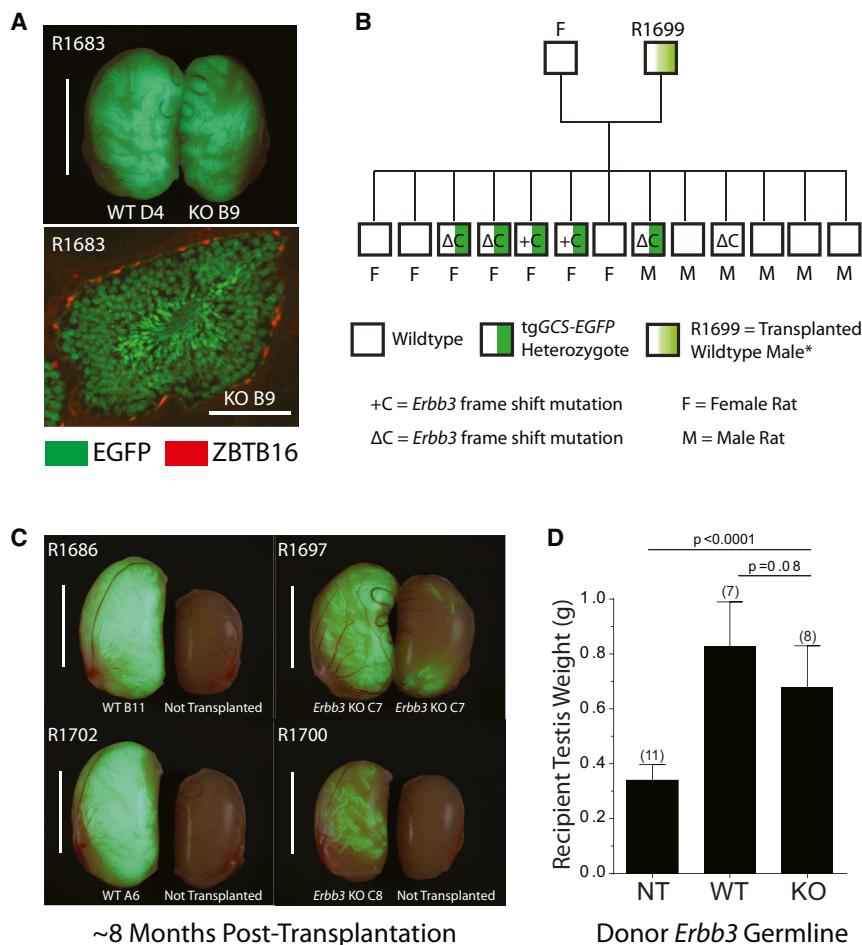 A
R1683
WT D4 KO B9
R1683
KO B9
EGFP ZBTB16
B
F R1699
ΔC ΔC +C +C ΔC ΔC
F F F F F F F M M M M M M
Wildtype
tgGCS-EGFP
Heterozygote
R1699 = Transplanted
Wildtype Male*
+C = Erbb3 frame shift mutation
F = Female Rat
ΔC = Erbb3 frame shift mutation
M = Male Rat
C
R1686
WT B11 Not Transplanted
R1697
Erbb3 KO C7 Erbb3 KO C7
R1702
WT A6 Not Transplanted
R1700
Erbb3 KO C8 Not Transplanted
~8 Months Post-Transplantation
D
p<0.0001
p=0.08
Recipient Testis Weight (g)
1.0
0.8
0.6
0.4
0.2
0.0
(11)
(7)
(8)
NT WT KO
Donor Erbb3 Germline